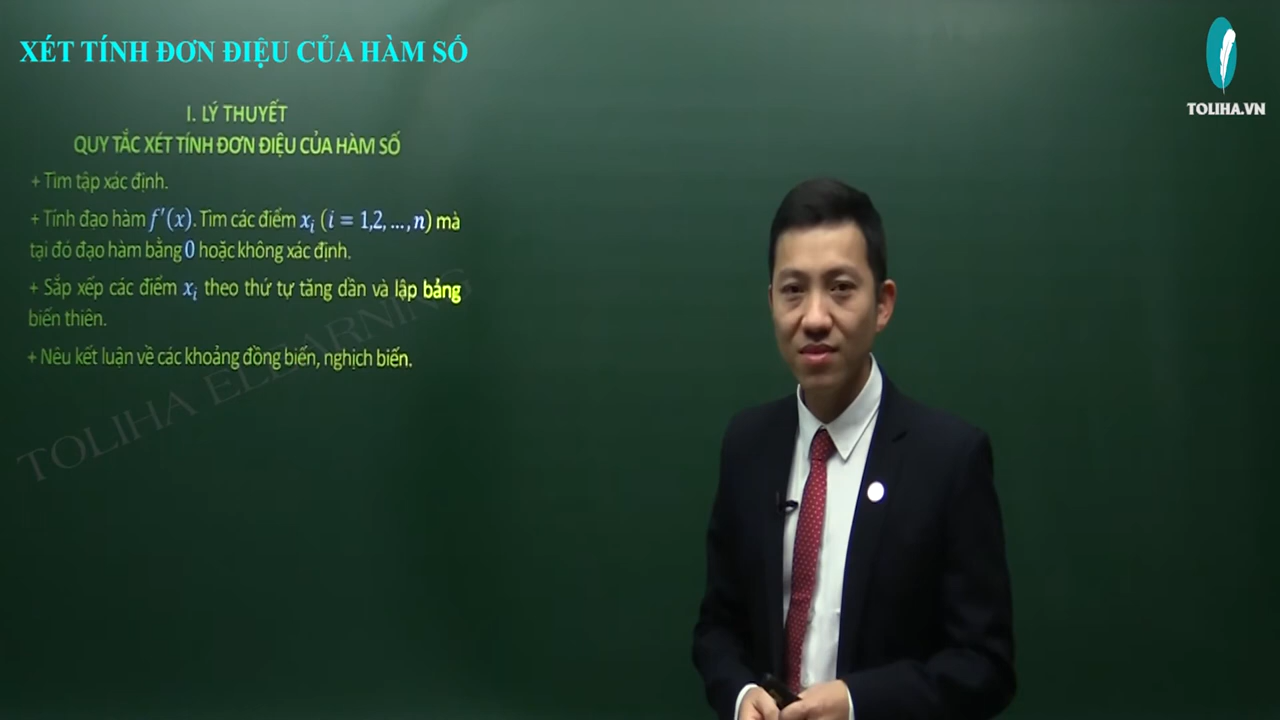 XÉT TÍNH ĐƠN ĐIỆU CỦA HÀM SỐ
TOLIHA.VN
I. LÝ THUYẾT
QUY TẮC XÉT TÍNH ĐƠN ĐIỆU CỦA HÀM SỐ
+ Tìm tập xác định.
+ Tính đạo hàm f′(x). Tìm các điểm xᵢ (i = 1,2, …, n) mà
tại đó đạo hàm bằng 0 hoặc không xác định.
+ Sắp xếp các điểm xᵢ theo thứ tự tăng dần và lập bảng
biến thiên.
+ Nêu kết luận về các khoảng đồng biến, nghịch biến.
TOLIHA ELEARNING